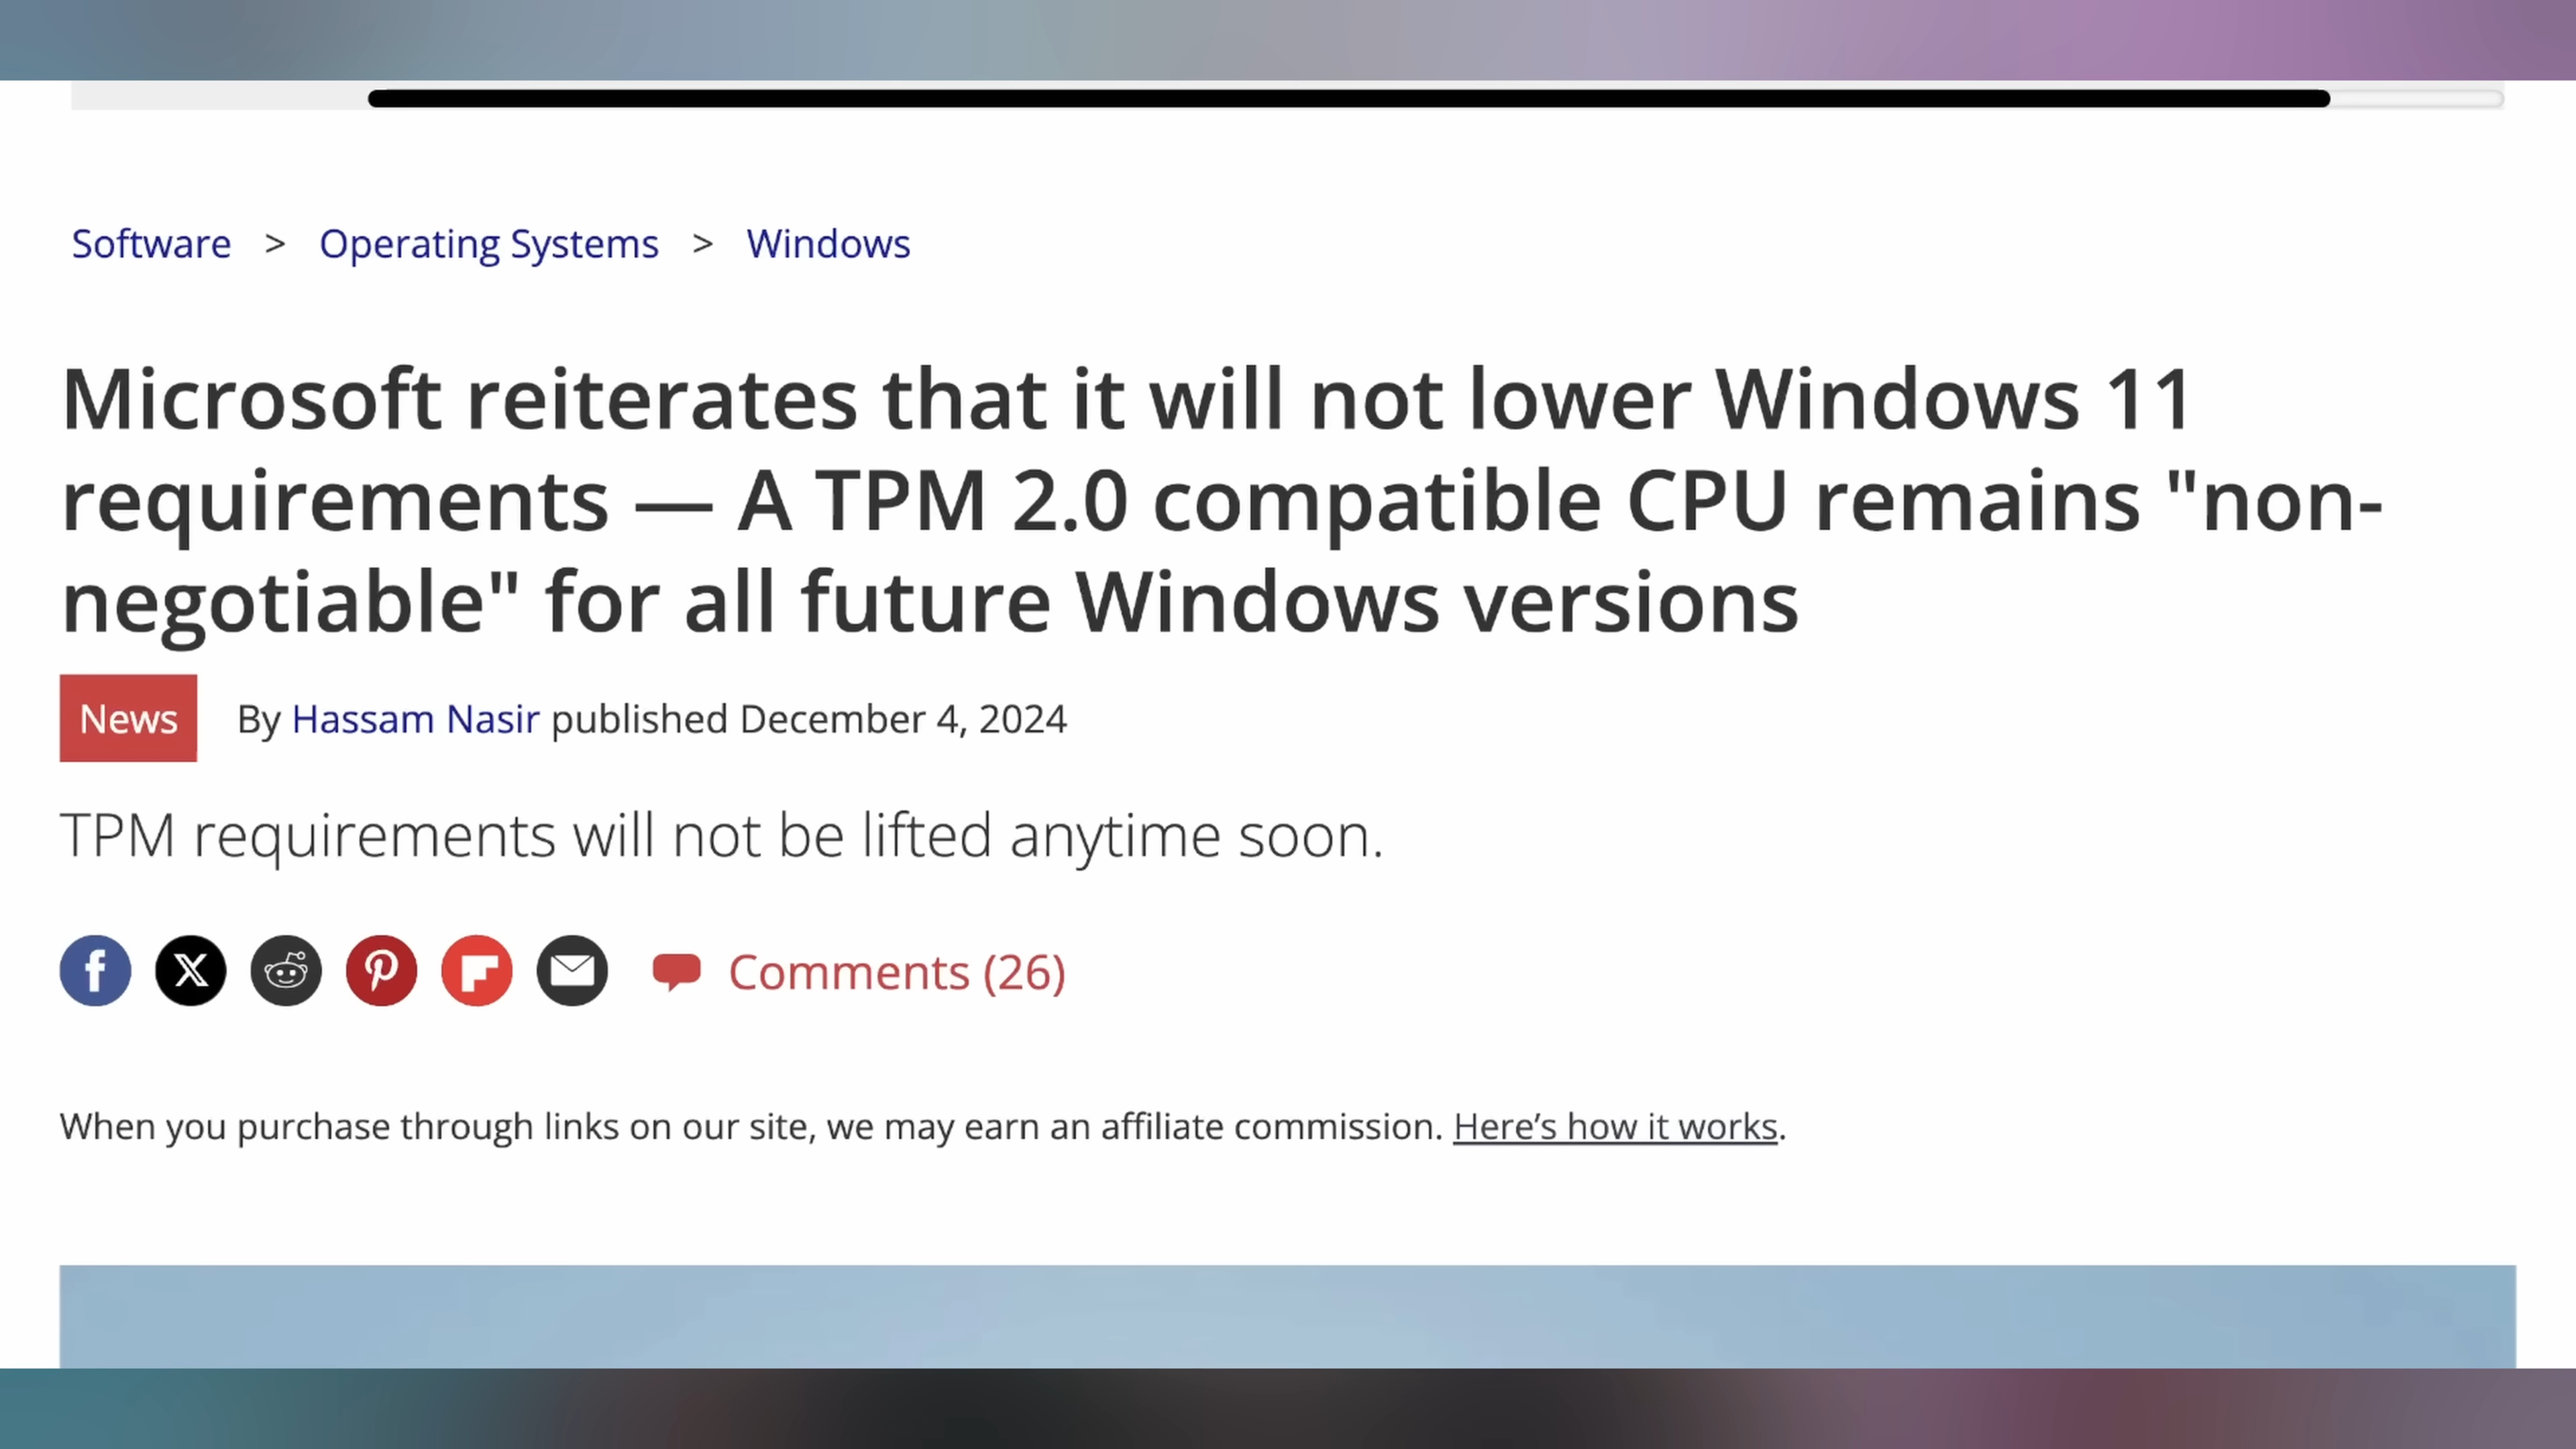 Software > Operating Systems > Windows
Microsoft reiterates that it will not lower Windows 11
requirements — A TPM 2.0 compatible CPU remains "non-
negotiable" for all future Windows versions
News By Hassam Nasir published December 4, 2024
TPM requirements will not be lifted anytime soon.
Comments (26)
When you purchase through links on our site, we may earn an affiliate commission. Here’s how it works.